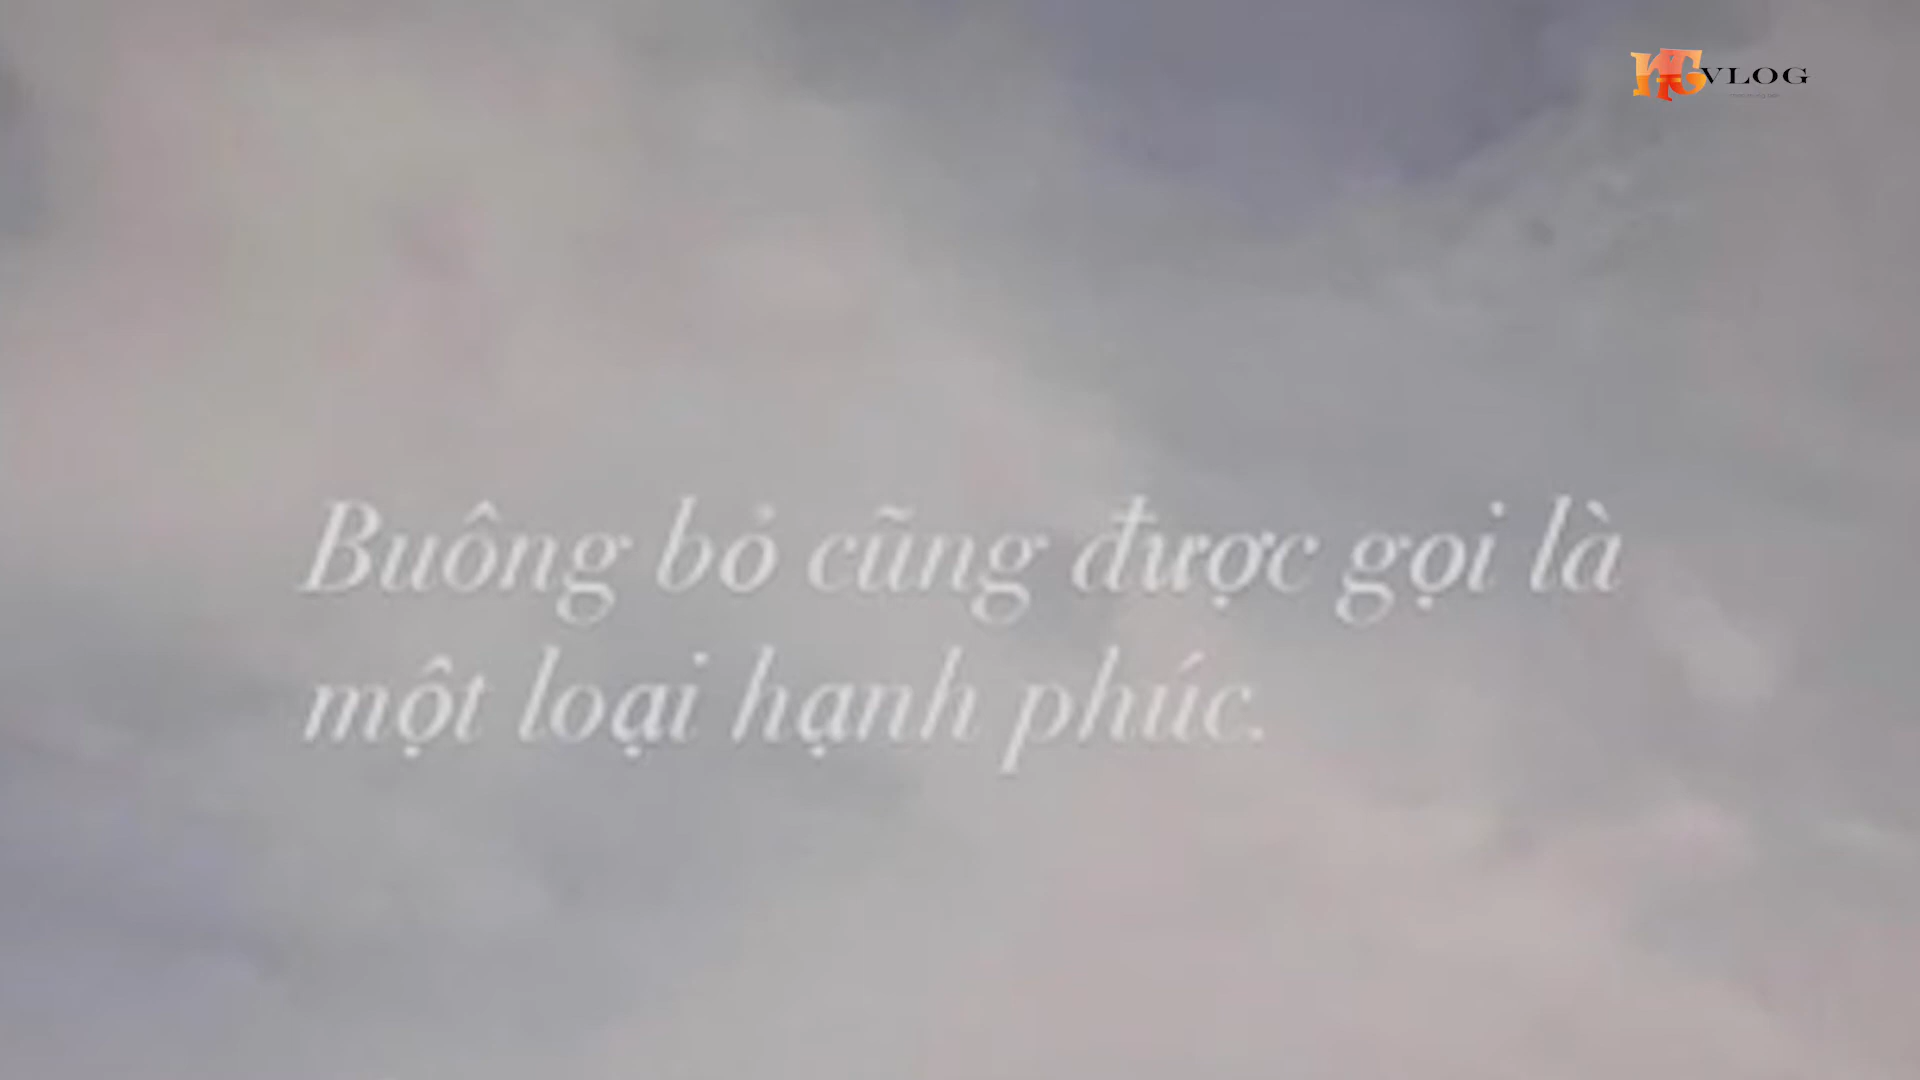 VLOG
Buông bỏ cũng được gọi là
một loại hạnh phúc.